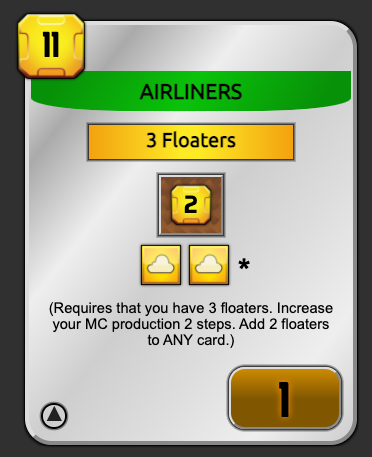 11
AIRLINERS
3 Floaters
2
*
(Requires that you have 3 floaters. Increase
your MC production 2 steps. Add 2 floaters
to ANY card.)
1